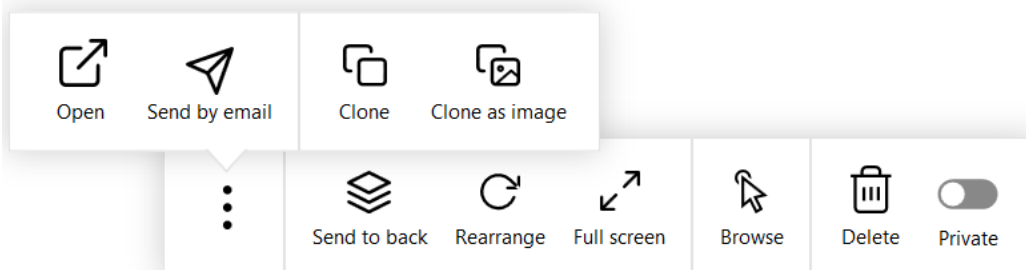 Open
Send by email
Clone
Clone as image
Send to back
Rearrange
Full screen
Browse
Delete
Private